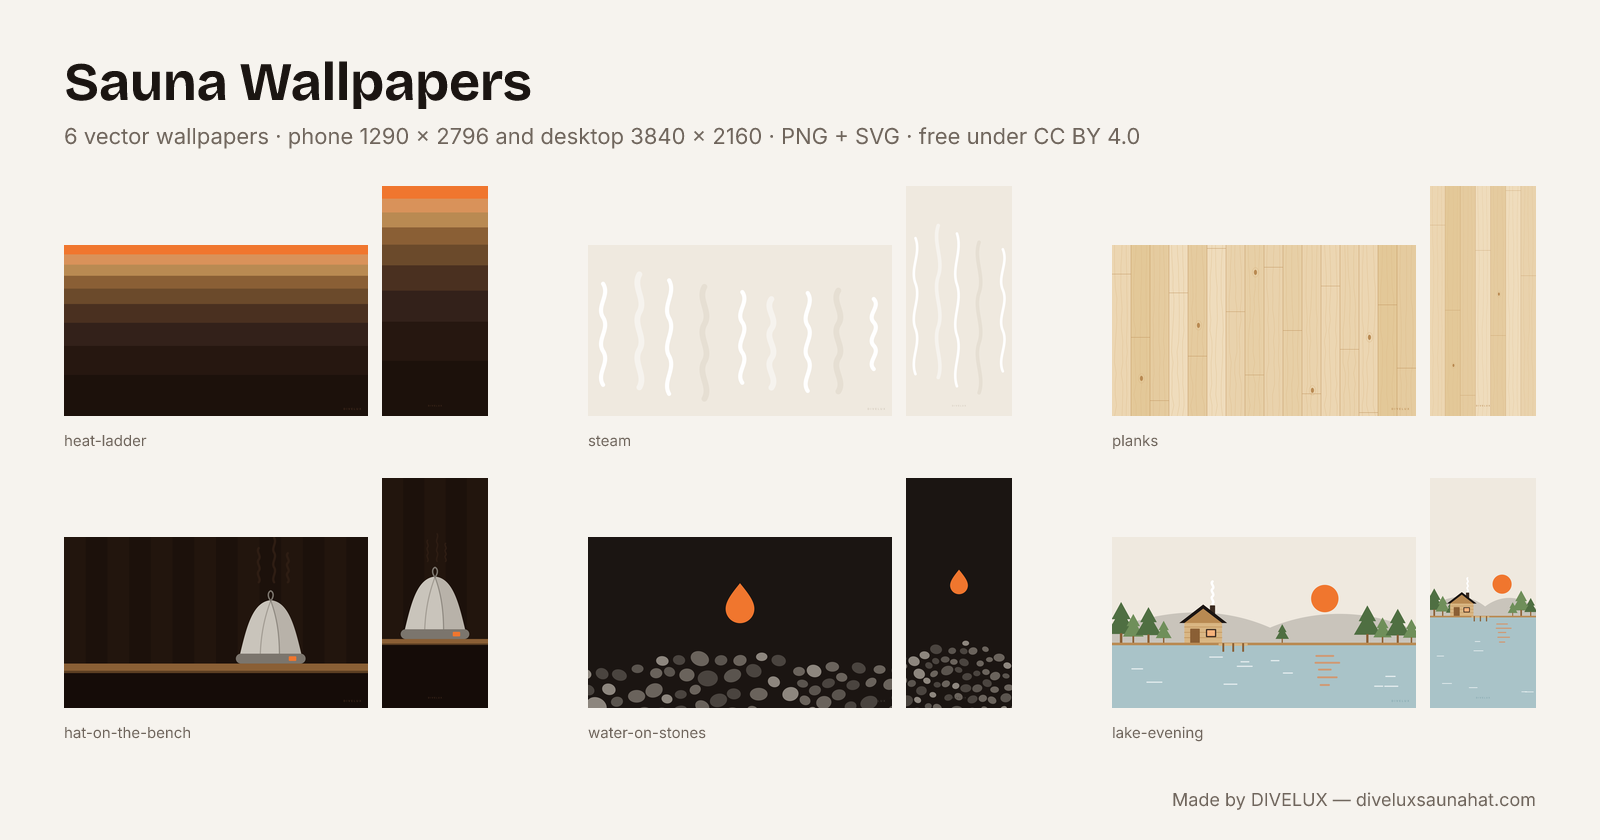 Sauna Wallpapers
6 vector wallpapers · phone 1290 × 2796 and desktop 3840 × 2160 · PNG + SVG · free under CC BY 4.0
heat-ladder
steam
planks
hat-on-the-bench
water-on-stones
lake-evening
Made by DIVELUX — diveluxsaunahat.com